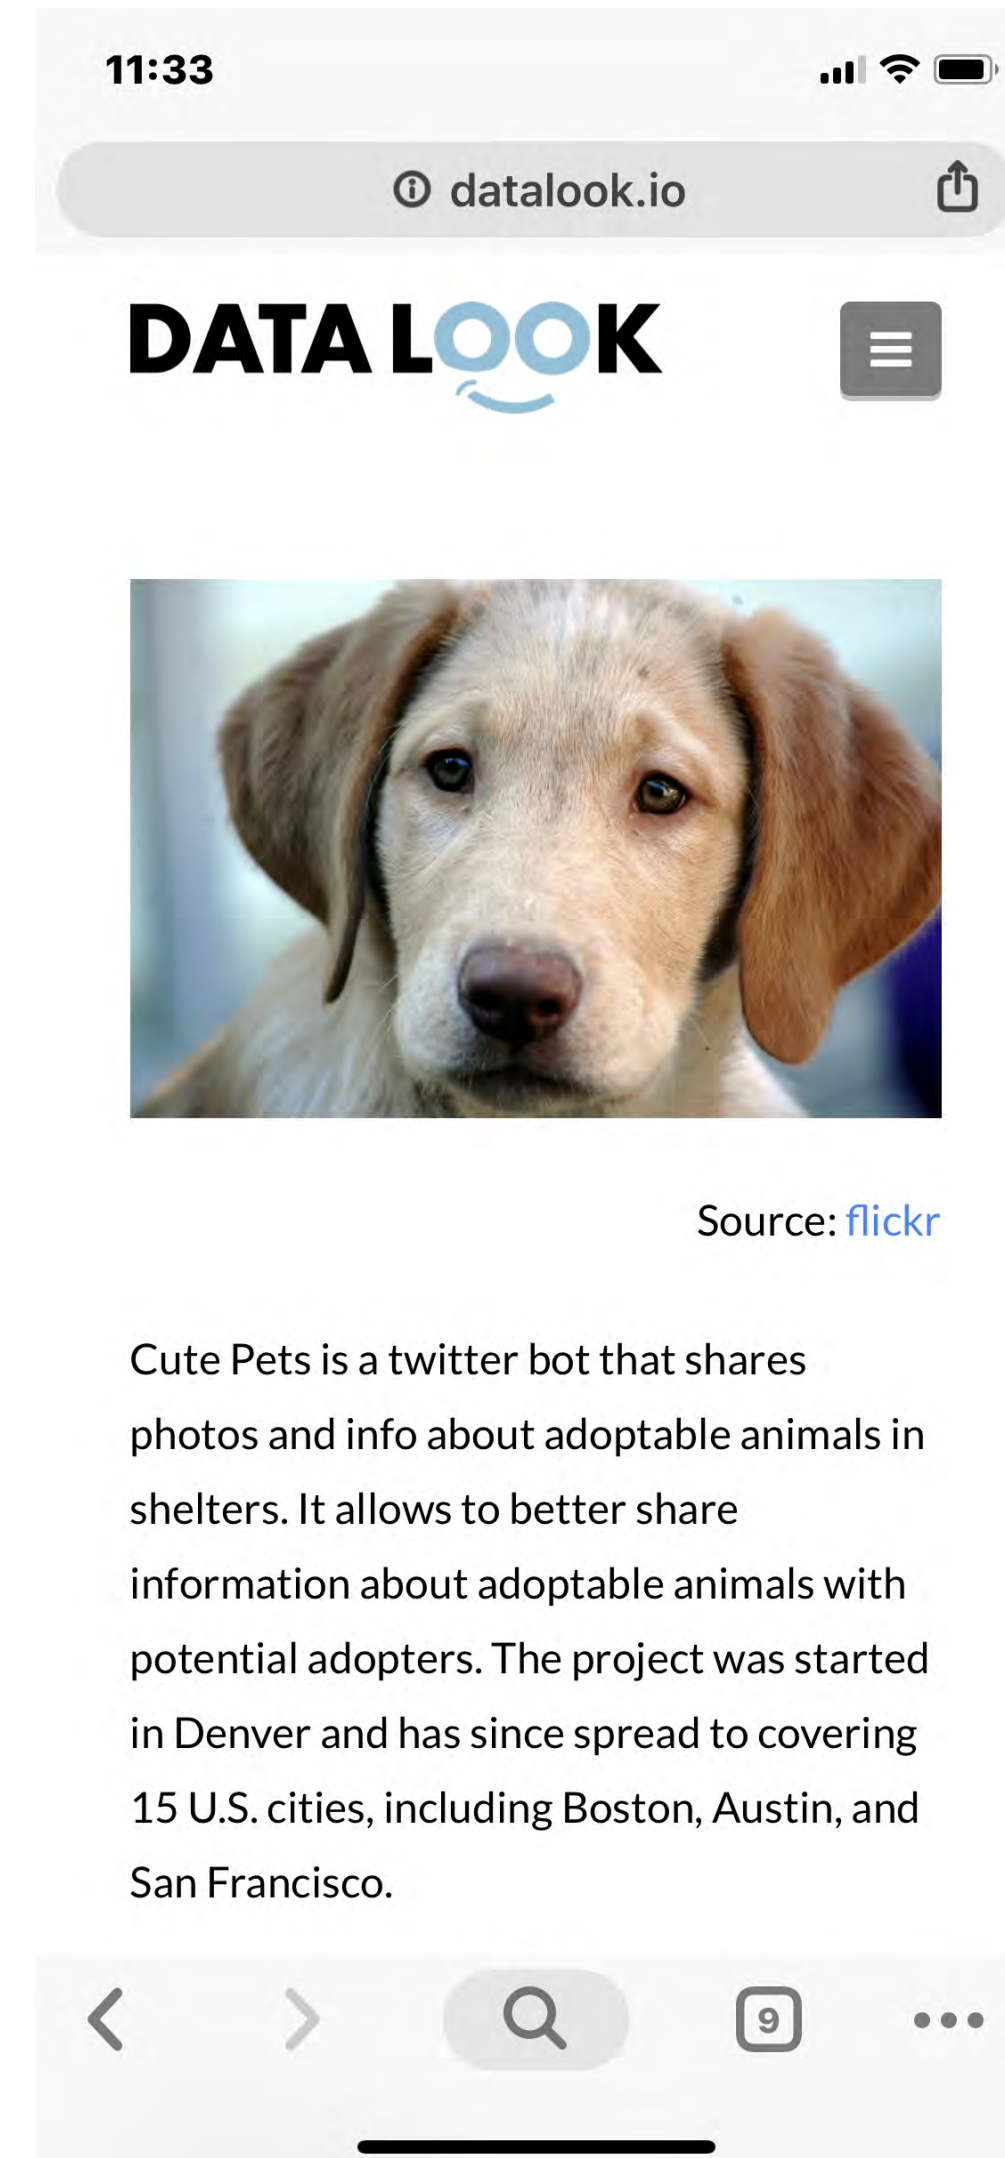 11:33
datalook.io
DATA LOOK
Source: flickr
Cute Pets is a twitter bot that shares
photos and info about adoptable animals in
shelters. It allows to better share
information about adoptable animals with
potential adopters. The project was started
in Denver and has since spread to covering
15 U.S. cities, including Boston, Austin, and
San Francisco.
9